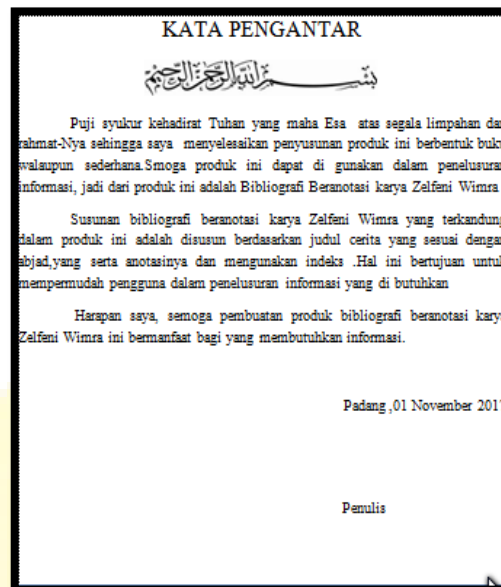 KATA PENGANTAR
بِسْمِ اللَّهِ الرَّحْمَٰنِ الرَّحِيمِ
Puji syukur kehadirat Tuhan yang maha Esa atas segala limpahan dan
rahmat-Nya sehingga saya menyelesaikan penyusunan produk ini berbentuk buku
walaupun sederhana.Smoga produk ini dapat di gunakan dalam penelusuran
informasi, jadi dari produk ini adalah Bibliografi Beranotasi karya Zelfeni Wimra
Susunan bibliografi beranotasi karya Zelfeni Wimra yang terkandung
dalam produk ini adalah disusun berdasarkan judul cerita yang sesuai dengan
abjad,yang serta anotasinya dan mengunakan indeks .Hal ini bertujuan untuk
mempermudah pengguna dalam penelusuran informasi yang di butuhkan
Harapan saya, semoga pembuatan produk bibliografi beranotasi karya
Zelfeni Wimra ini bermanfaat bagi yang membutuhkan informasi.
Padang ,01 November 2017
Penulis